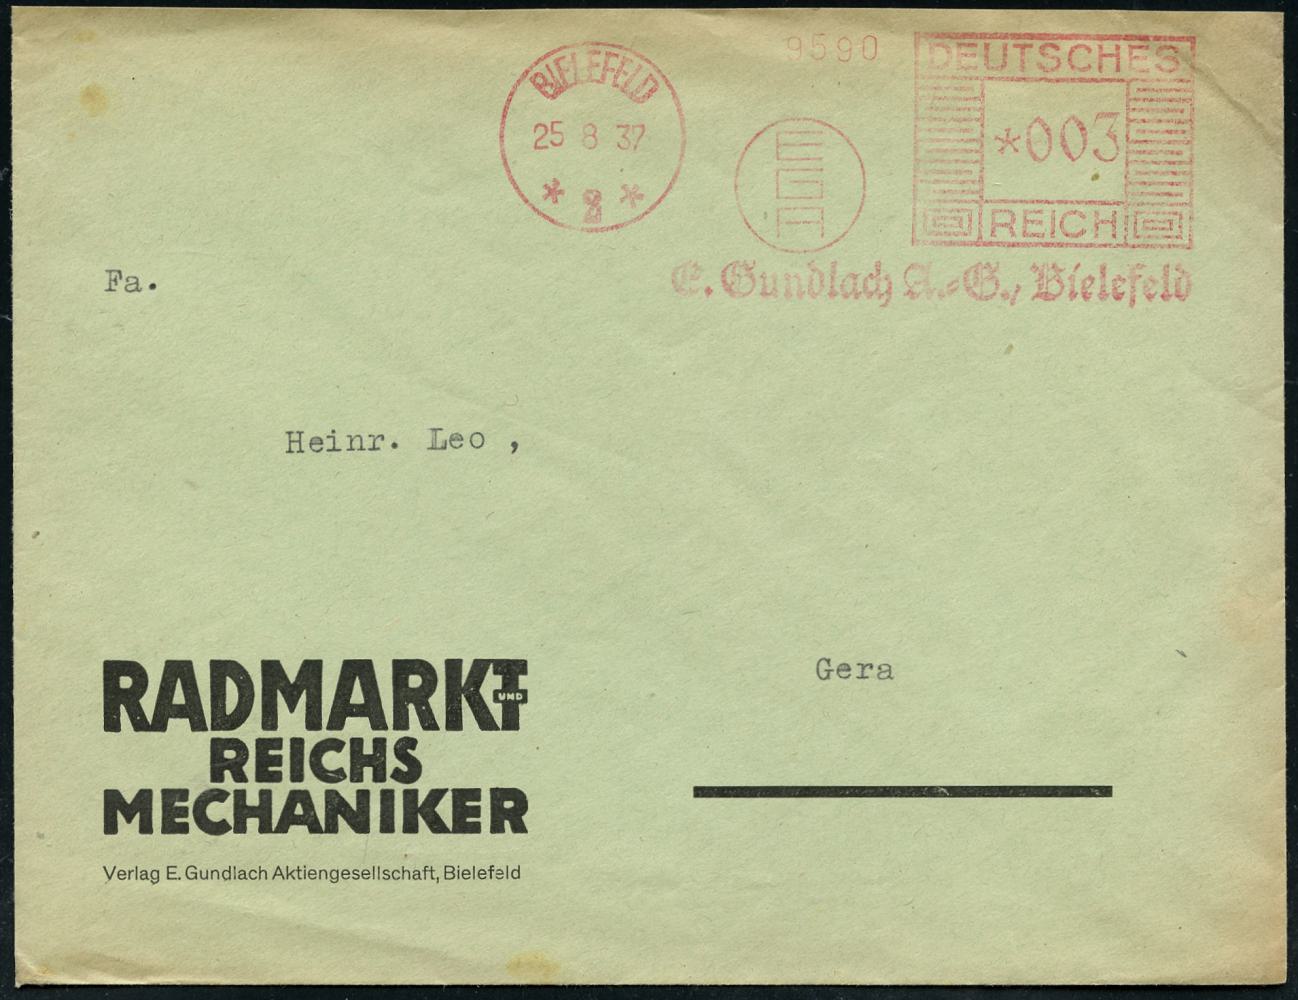 9590
DEUTSCHES
BIELEFELD
25 8 37
*003
* 2 *
EGA
REICH
E. Gundlach A.-G., Bielefeld
Fa.
Heinr. Leo ,
Gera
RADMARKT
UND
REICHS
MECHANIKER
Verlag E. Gundlach Aktiengesellschaft, Bielefeld